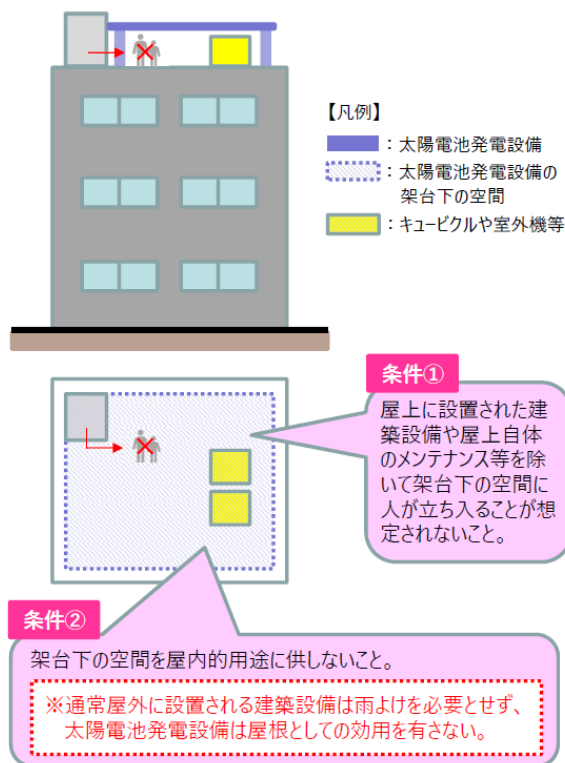 【凡例】
：太陽電池発電設備
：太陽電池発電設備の
架台下の空間
：キュービクルや室外機等
条件①
屋上に設置された建
築設備や屋上自体
のメンテナンス等を除
いて架台下の空間に
人が立ち入ることが想
定されないこと。
条件②
架台下の空間を屋内的用途に供しないこと。
※通常屋外に設置される建築設備は雨よけを必要とせず、
太陽電池発電設備は屋根としての効用を有さない。